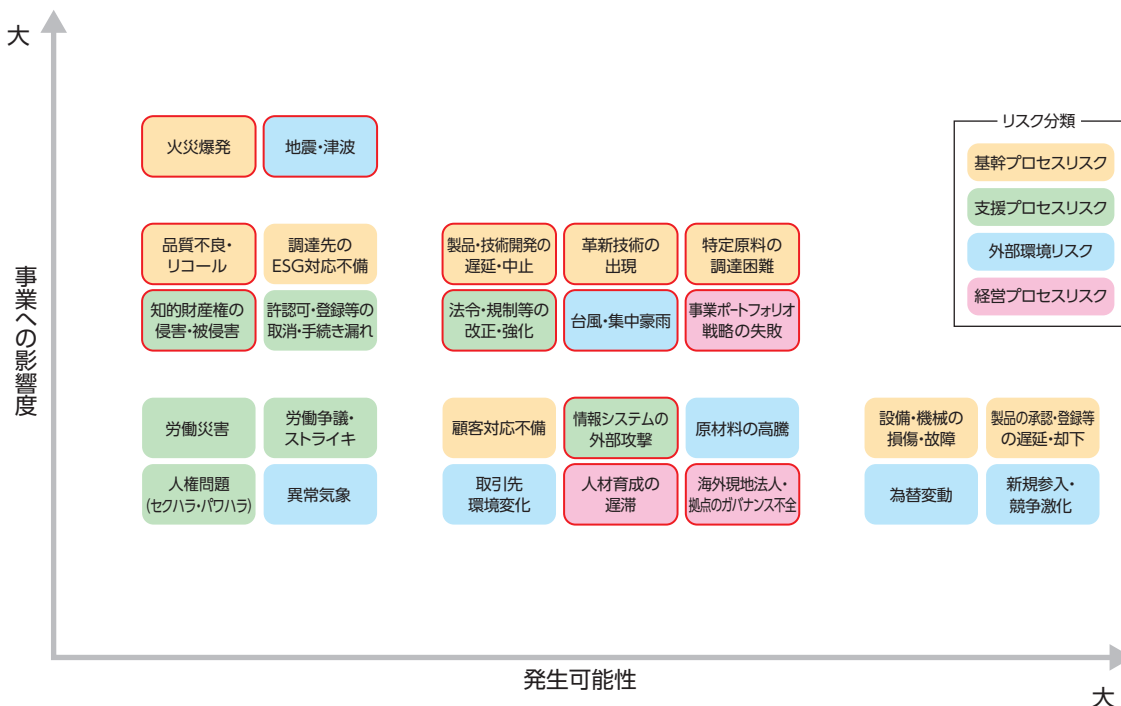 大
火災爆発
地震・津波
リスク分類
基幹プロセスリスク
支援プロセスリスク
外部環境リスク
経営プロセスリスク
品質不良・
リコール
調達先の
ESG対応不備
製品・技術開発の
遅延・中止
革新技術の
出現
特定原料の
調達困難
知的財産権の
侵害・被侵害
許認可・登録等の
取消・手続き漏れ
法令・規制等の
改正・強化
台風・集中豪雨
事業ポートフォリオ
戦略の失敗
事業への影響度
労働災害
労働争議・
ストライキ
顧客対応不備
情報システムの
外部攻撃
原材料の高騰
設備・機械の
損傷・故障
製品の承認・登録等
の遅延・却下
人権問題
(セクハラ・パワハラ)
異常気象
取引先
環境変化
人材育成の
遅滞
海外現地法人・
拠点のガバナンス不全
為替変動
新規参入・
競争激化
発生可能性
大